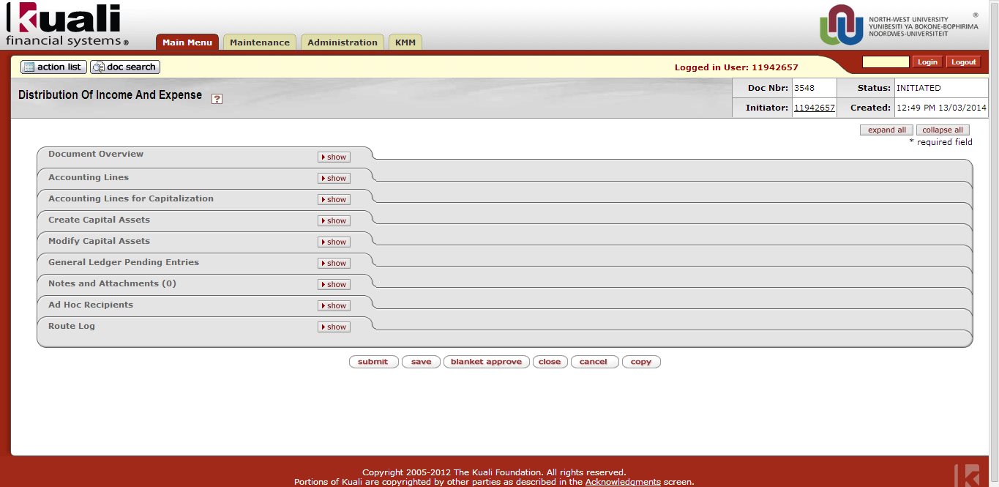 kuali
financial systems ®
Main Menu
Maintenance
Administration
KMM
NORTH-WEST UNIVERSITY ®
YUNIBESITI YA BOKONE-BOPHIRIMA
NOORDWES-UNIVERSITEIT
action list
doc search
Logged in User: 11942657
Login
Logout
Distribution Of Income And Expense ?
Doc Nbr: 3548 Status: INITIATED
Initiator: 11942657 Created: 12:49 PM 13/03/2014
expand all collapse all
* required field
Document Overview show
Accounting Lines show
Accounting Lines for Capitalization show
Create Capital Assets show
Modify Capital Assets show
General Ledger Pending Entries show
Notes and Attachments (0) show
Ad Hoc Recipients show
Route Log show
submit save blanket approve close cancel copy
Copyright 2005-2012 The Kuali Foundation. All rights reserved.
Portions of Kuali are copyrighted by other parties as described in the Acknowledgments screen.